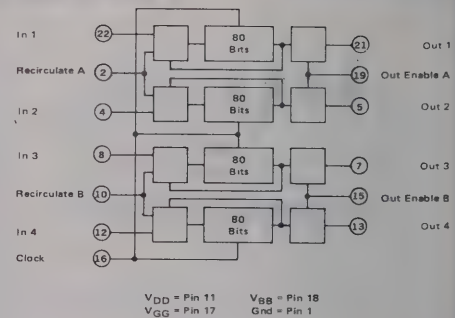 In 1 22 80 Bits 21 Out 1
Recirculate A 2 19 Out Enable A
In 2 4 80 Bits 5 Out 2
In 3 8 80 Bits 7 Out 3
Recirculate B 10 15 Out Enable B
In 4 12 80 Bits 13 Out 4
Clock 16
VDD = Pin 11 VBB = Pin 18
VGG = Pin 17 Gnd = Pin 1